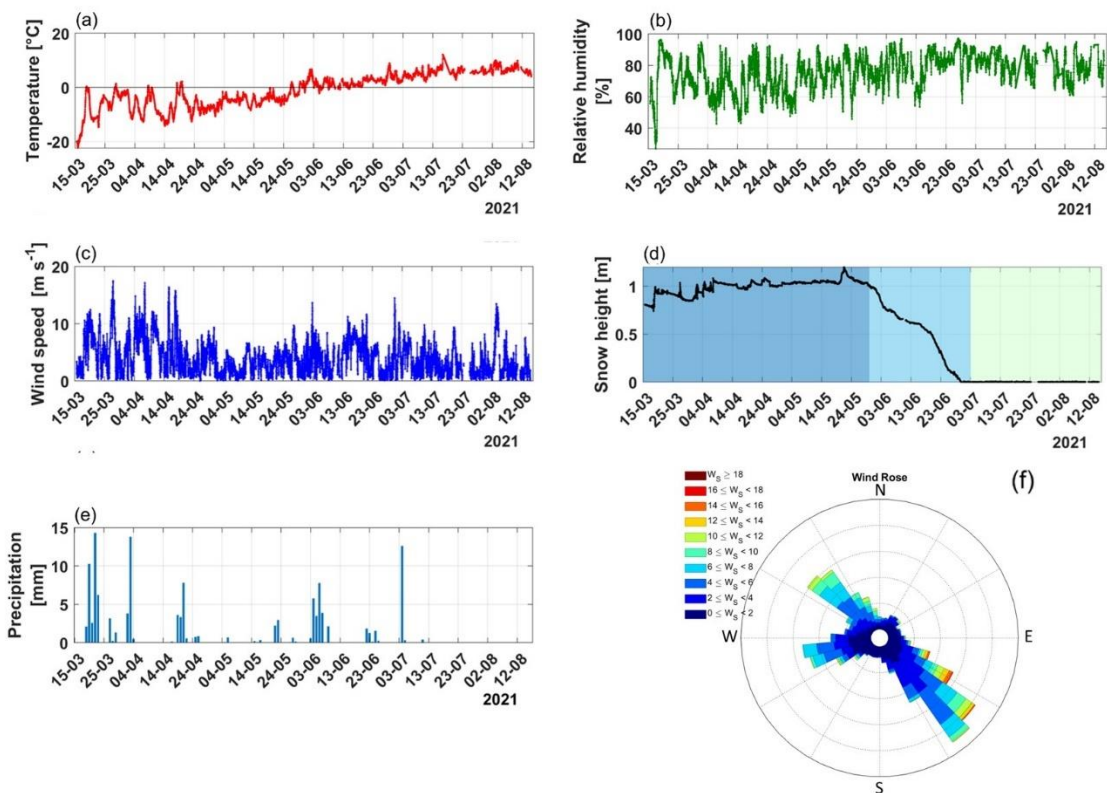 (a)
Temperature [°C]
20
0
-20
15-03 25-03 04-04 14-04 24-04 04-05 14-05 24-05 03-06 13-06 23-06 03-07 13-07 23-07 02-08 12-08
2021
(b)
Relative humidity
[%]
100
80
60
40
15-03 25-03 04-04 14-04 24-04 04-05 14-05 24-05 03-06 13-06 23-06 03-07 13-07 23-07 02-08 12-08
2021
(c)
Wind speed [m s⁻¹]
20
10
0
15-03 25-03 04-04 14-04 24-04 04-05 14-05 24-05 03-06 13-06 23-06 03-07 13-07 23-07 02-08 12-08
2021
(d)
Snow height [m]
1
0.5
0
15-03 25-03 04-04 14-04 24-04 04-05 14-05 24-05 03-06 13-06 23-06 03-07 13-07 23-07 02-08 12-08
2021
(e)
Precipitation
[mm]
15
10
5
0
15-03 25-03 04-04 14-04 24-04 04-05 14-05 24-05 03-06 13-06 23-06 03-07 13-07 23-07 02-08 12-08
2021
(f)
Wind Rose
W_S ≥ 18
16 ≤ W_S < 18
14 ≤ W_S < 16
12 ≤ W_S < 14
10 ≤ W_S < 12
8 ≤ W_S < 10
6 ≤ W_S < 8
4 ≤ W_S < 6
2 ≤ W_S < 4
0 ≤ W_S < 2
N
W
E
S